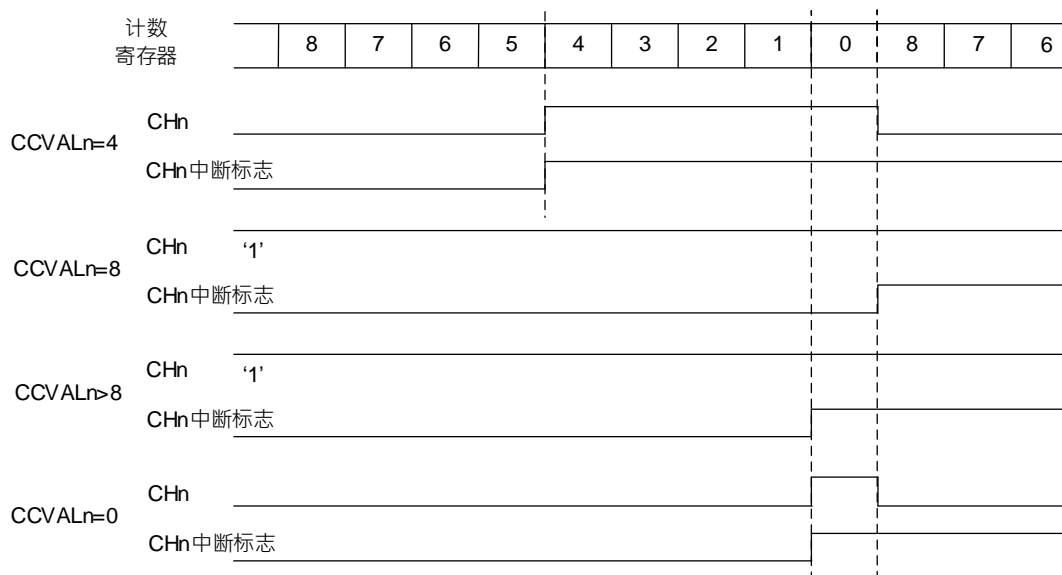 计数
寄存器
8 7 6 5 4 3 2 1 0 8 7 6
CCVALn=4
CHn
CHn中断标志
CCVALn=8
CHn ‘1’
CHn中断标志
CCVALn>8
CHn ‘1’
CHn中断标志
CCVALn=0
CHn
CHn中断标志